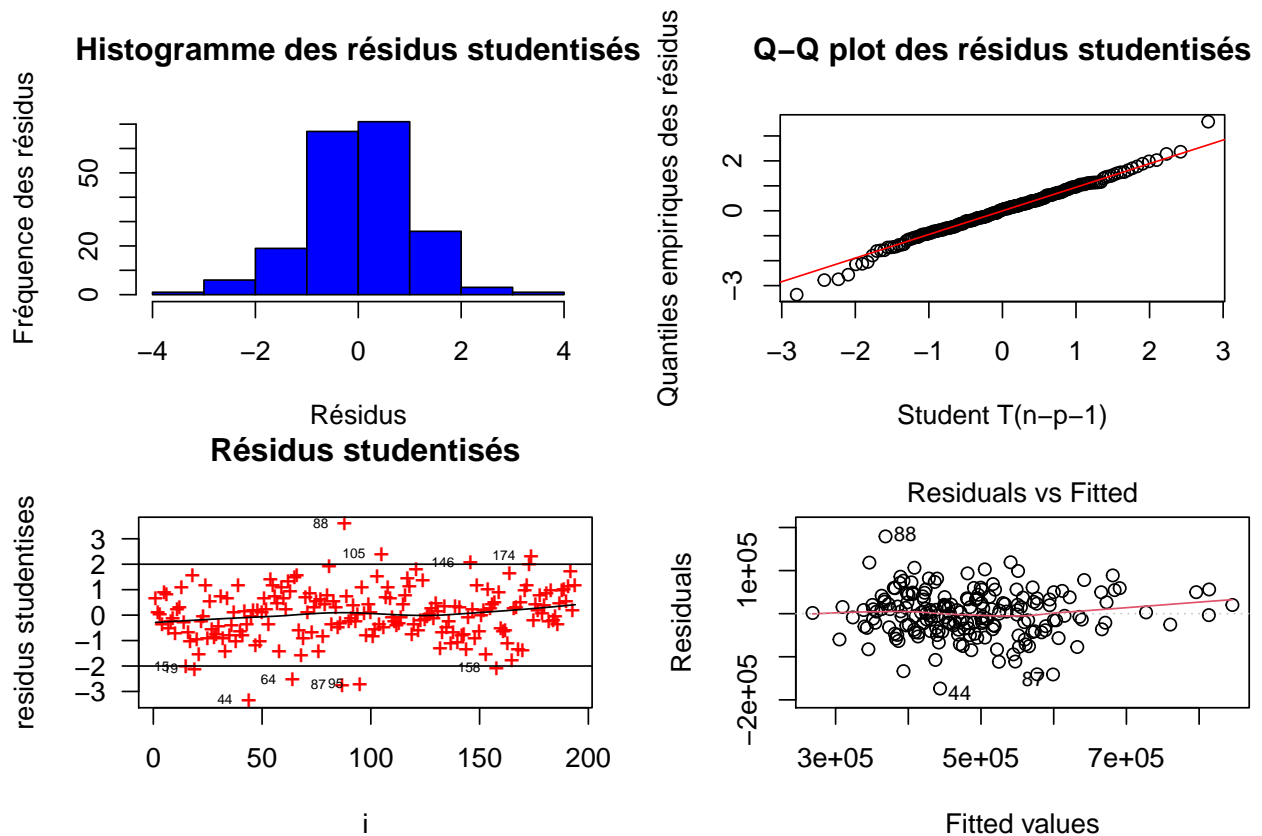 Histogramme des résidus studentisés
Fréquence des résidus
0
20
50
−4
−2
0
2
4
Résidus
Q−Q plot des résidus studentisés
Quantiles empiriques des résidus
−3
0
2
−3
−2
−1
0
1
2
3
Student T(n−p−1)
Résidus studentisés
residus studentises
−3
−2
−1
0
1
2
3
88
105
146
174
15
19
64
87
95
158
44
0
50
100
150
200
i
Residuals vs Fitted
Residuals
−2e+05
1e+05
88
44
87
3e+05
5e+05
7e+05
Fitted values